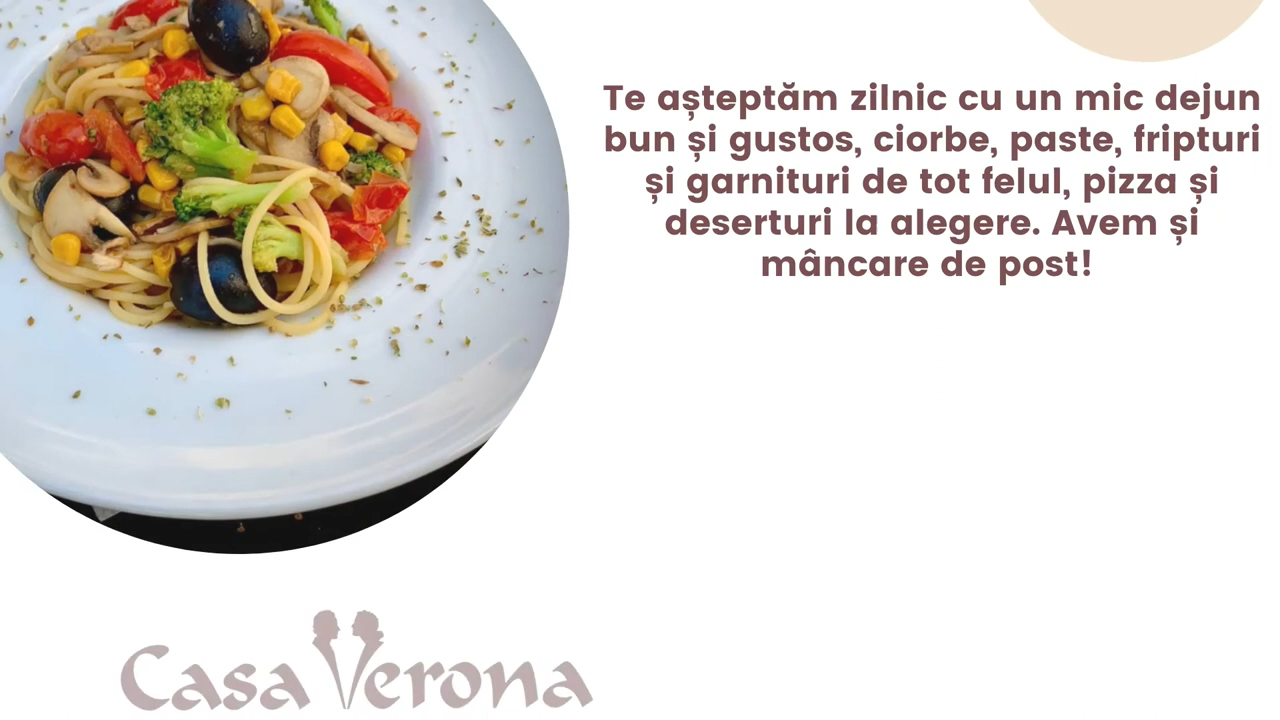 Te așteptăm zilnic cu un mic dejun
bun și gustos, ciorbe, paste, fripturi
și garnituri de tot felul, pizza și
deserturi la alegere. Avem și
mâncare de post!
Casa Verona